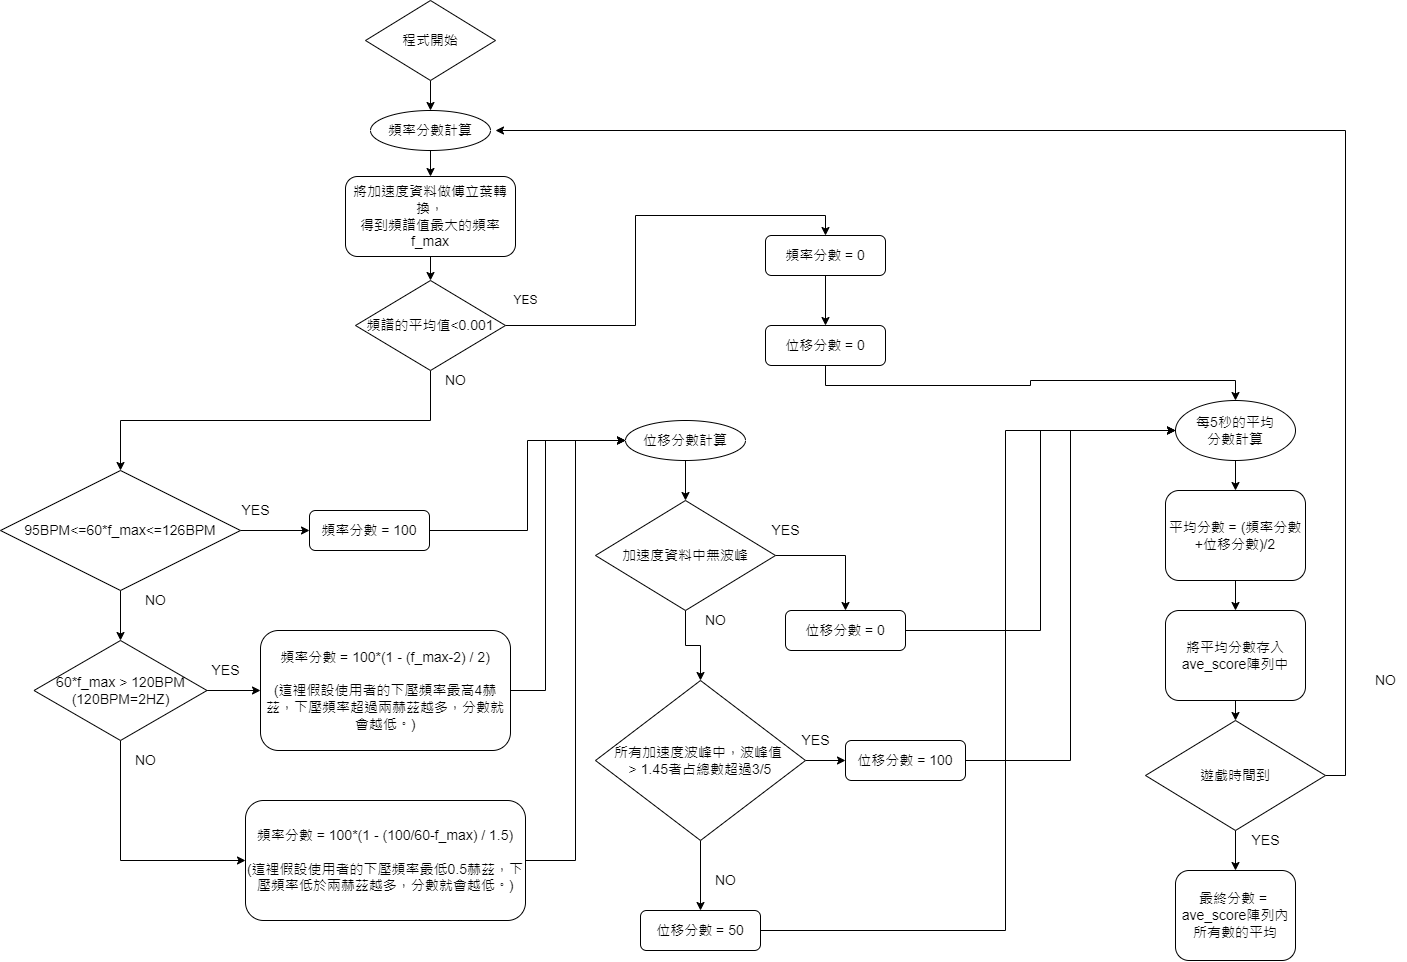 程式開始
頻率分數計算
將加速度資料做傅立葉轉
換，
得到頻譜值最大的頻率
f_max
頻譜的平均值<0.001
YES
NO
頻率分數 = 0
位移分數 = 0
95BPM<=60*f_max<=126BPM
YES
頻率分數 = 100
NO
60*f_max > 120BPM
(120BPM=2HZ)
YES
頻率分數 = 100*(1 - (f_max-2) / 2)
(這裡假設使用者的下壓頻率最高4赫
茲，下壓頻率超過兩赫茲越多，分數就
會越低。)
NO
頻率分數 = 100*(1 - (100/60-f_max) / 1.5)
(這裡假設使用者的下壓頻率最低0.5赫茲，下
壓頻率低於兩赫茲越多，分數就會越低。)
位移分數計算
加速度資料中無波峰
YES
位移分數 = 0
NO
所有加速度波峰中，波峰值
> 1.45者占總數超過3/5
YES
位移分數 = 100
NO
位移分數 = 50
每5秒的平均
分數計算
平均分數 = (頻率分數
+位移分數)/2
將平均分數存入
ave_score陣列中
遊戲時間到
NO
YES
最終分數 =
ave_score陣列內
所有數的平均